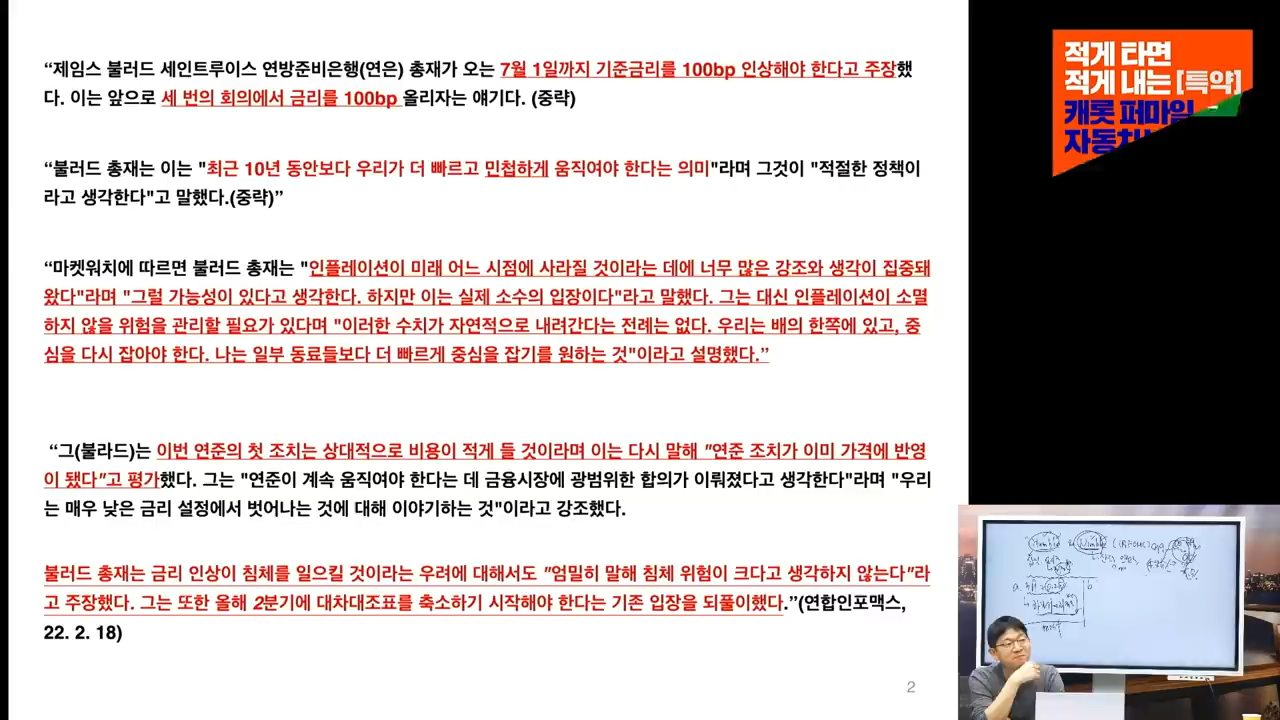 “제임스 불러드 세인트루이스 연방준비은행(연은) 총재가 오는 7월 1일까지 기준금리를 100bp 인상해야 한다고 주장했
다. 이는 앞으로 세 번의 회의에서 금리를 100bp 올리자는 얘기다. (중략)
“불러드 총재는 이는 "최근 10년 동안보다 우리가 더 빠르고 민첩하게 움직여야 한다는 의미"라며 그것이 "적절한 정책이
라고 생각한다"고 말했다.(중략)”
“마켓워치에 따르면 불러드 총재는 "인플레이션이 미래 어느 시점에 사라질 것이라는 데에 너무 많은 강조와 생각이 집중돼
왔다"라며 "그럴 가능성이 있다고 생각한다. 하지만 이는 실제 소수의 입장이다"라고 말했다. 그는 대신 인플레이션이 소멸
하지 않을 위험을 관리할 필요가 있다며 "이러한 수치가 자연적으로 내려간다는 전례는 없다. 우리는 배의 한쪽에 있고, 중
심을 다시 잡아야 한다. 나는 일부 동료들보다 더 빠르게 중심을 잡기를 원하는 것"이라고 설명했다.”
“그(불라드)는 이번 연준의 첫 조치는 상대적으로 비용이 적게 들 것이라며 이는 다시 말해 "연준 조치가 이미 가격에 반영
이 됐다"고 평가했다. 그는 "연준이 계속 움직여야 한다는 데 금융시장에 광범위한 합의가 이뤄졌다고 생각한다"라며 "우리
는 매우 낮은 금리 설정에서 벗어나는 것에 대해 이야기하는 것"이라고 강조했다.
불러드 총재는 금리 인상이 침체를 일으킬 것이라는 우려에 대해서도 "엄밀히 말해 침체 위험이 크다고 생각하지 않는다"라
고 주장했다. 그는 또한 올해 2분기에 대차대조표를 축소하기 시작해야 한다는 기존 입장을 되풀이했다.”(연합인포맥스,
22. 2. 18)
2
적게 타면
적게 내는 [특약]
캐롯 퍼마일